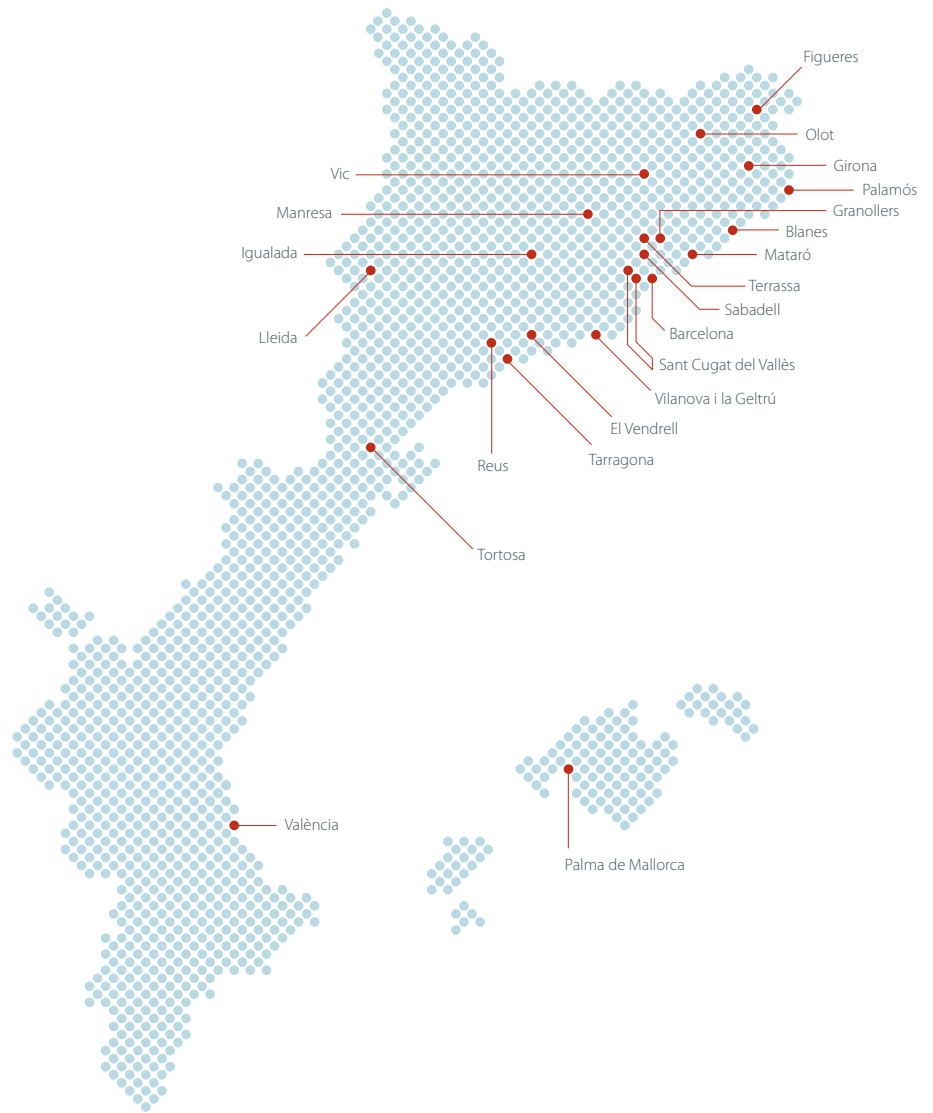 Figueres
Olot
Girona
Vic
Palamós
Granollers
Manresa
Blanes
Igualada
Mataró
Terrassa
Sabadell
Barcelona
Lleida
Sant Cugat del Vallès
Vilanova i la Geltrú
El Vendrell
Tarragona
Reus
Tortosa
València
Palma de Mallorca